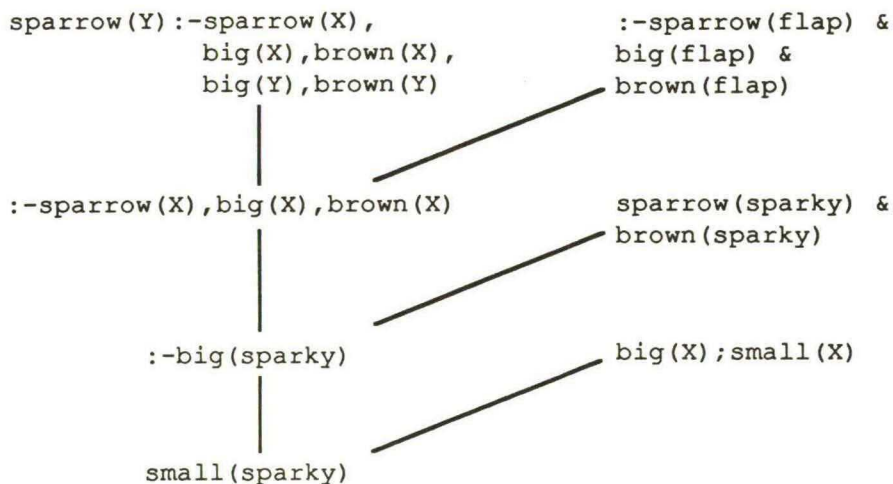 sparrow(Y):-sparrow(X),
big(X),brown(X),
big(Y),brown(Y)
:-sparrow(flap) &
big(flap) &
brown(flap)
:-sparrow(X),big(X),brown(X)
sparrow(sparky) &
brown(sparky)
:-big(sparky)
big(X);small(X)
small(sparky)